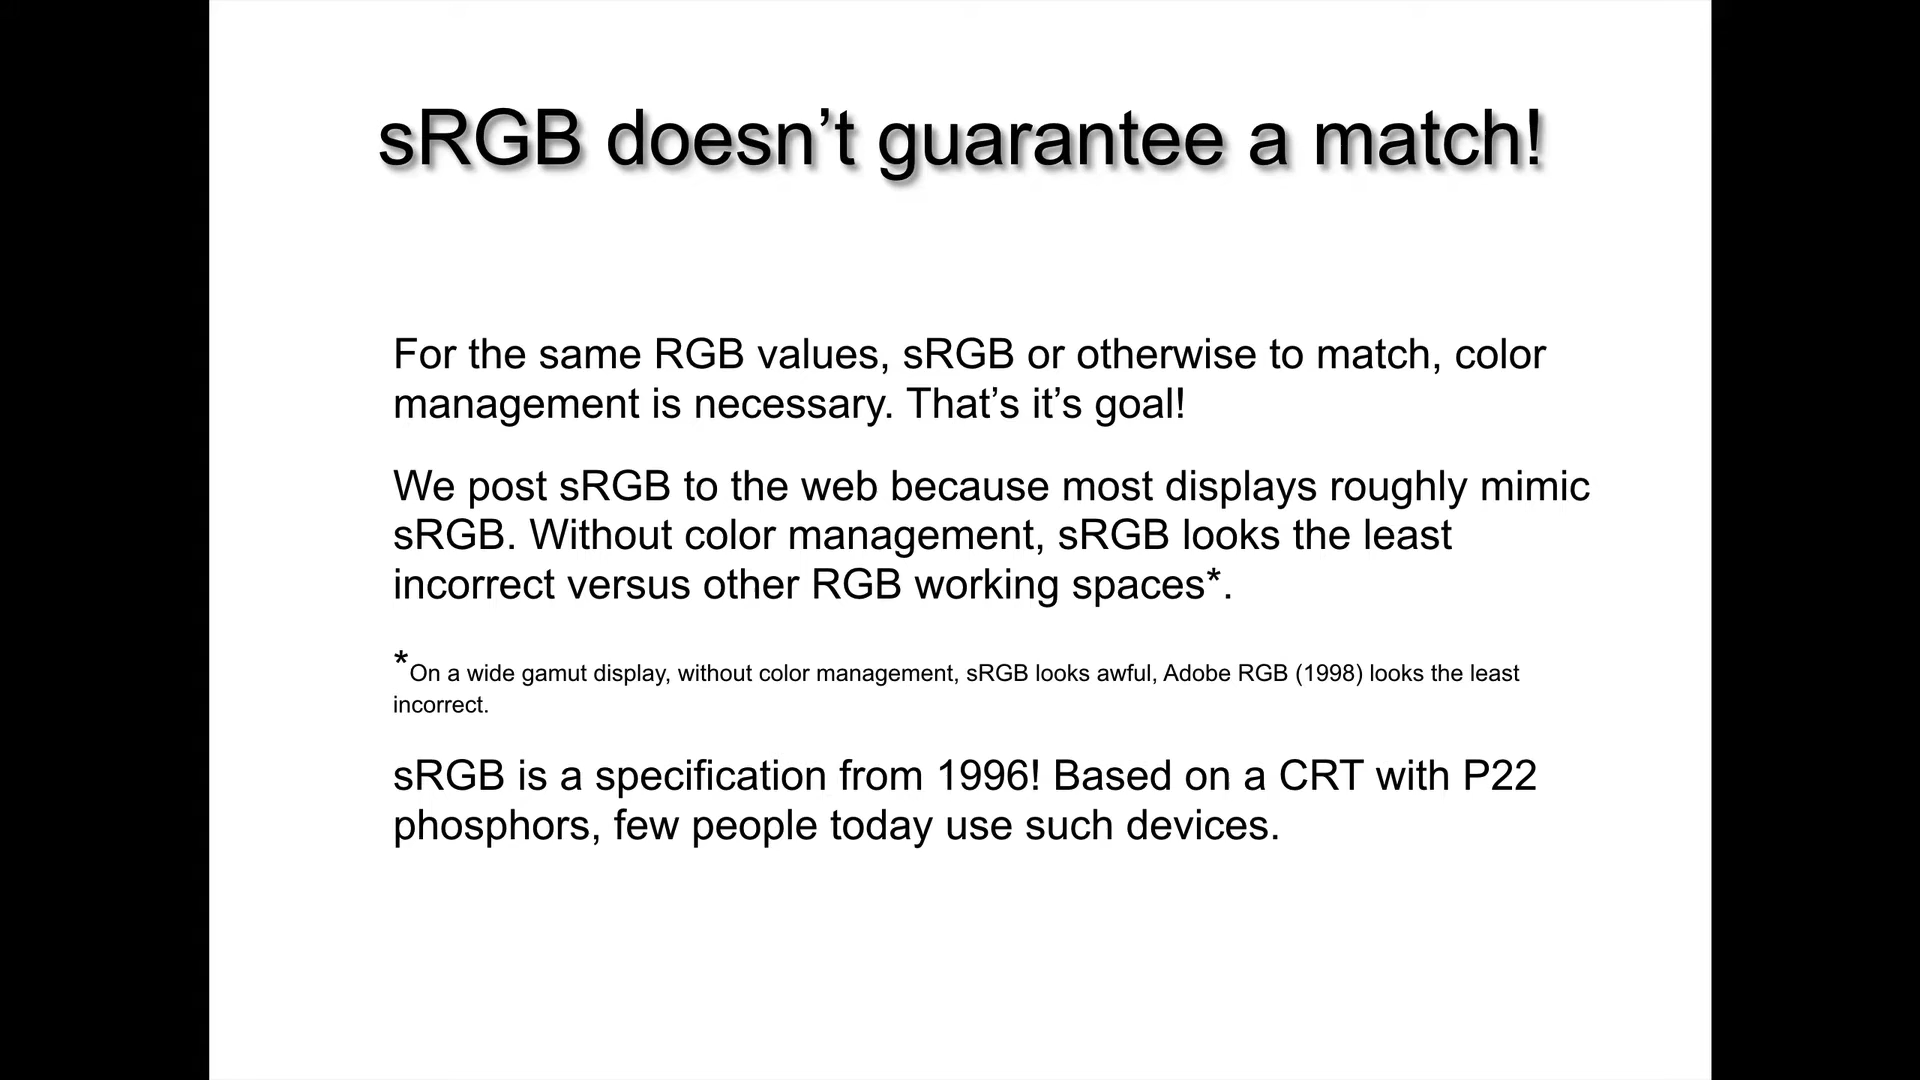 sRGB doesn’t guarantee a match!
For the same RGB values, sRGB or otherwise to match, color
management is necessary. That’s it’s goal!
We post sRGB to the web because most displays roughly mimic
sRGB. Without color management, sRGB looks the least
incorrect versus other RGB working spaces*.
*On a wide gamut display, without color management, sRGB looks awful, Adobe RGB (1998) looks the least
incorrect.
sRGB is a specification from 1996! Based on a CRT with P22
phosphors, few people today use such devices.